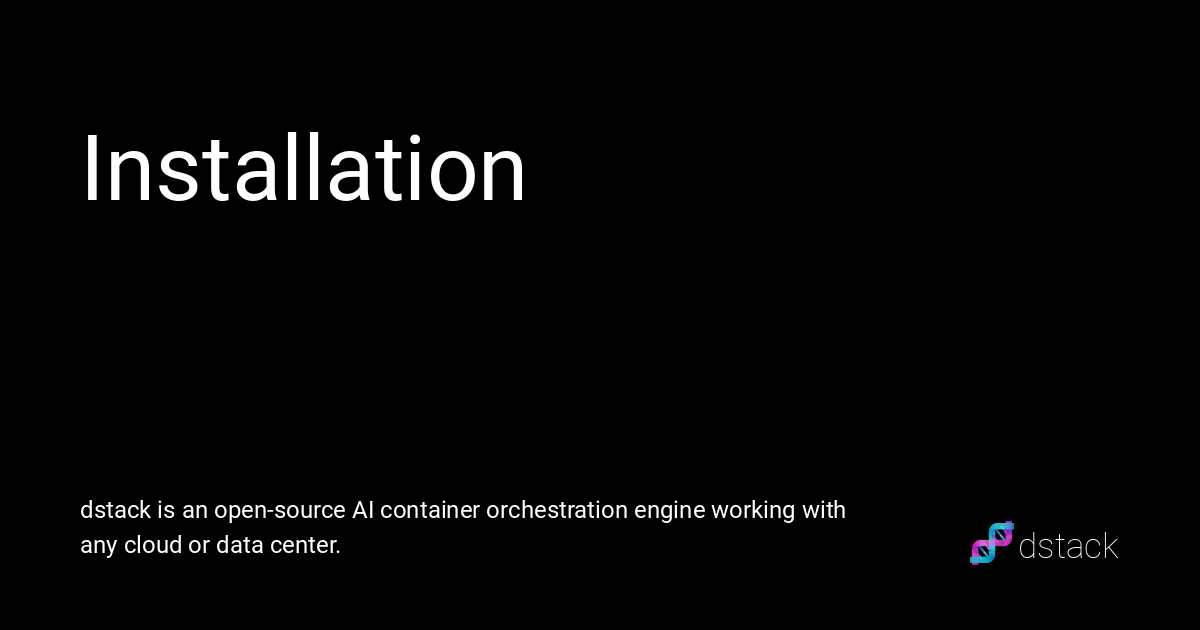 Installation
dstack is an open-source AI container orchestration engine working with
any cloud or data center.
dstack